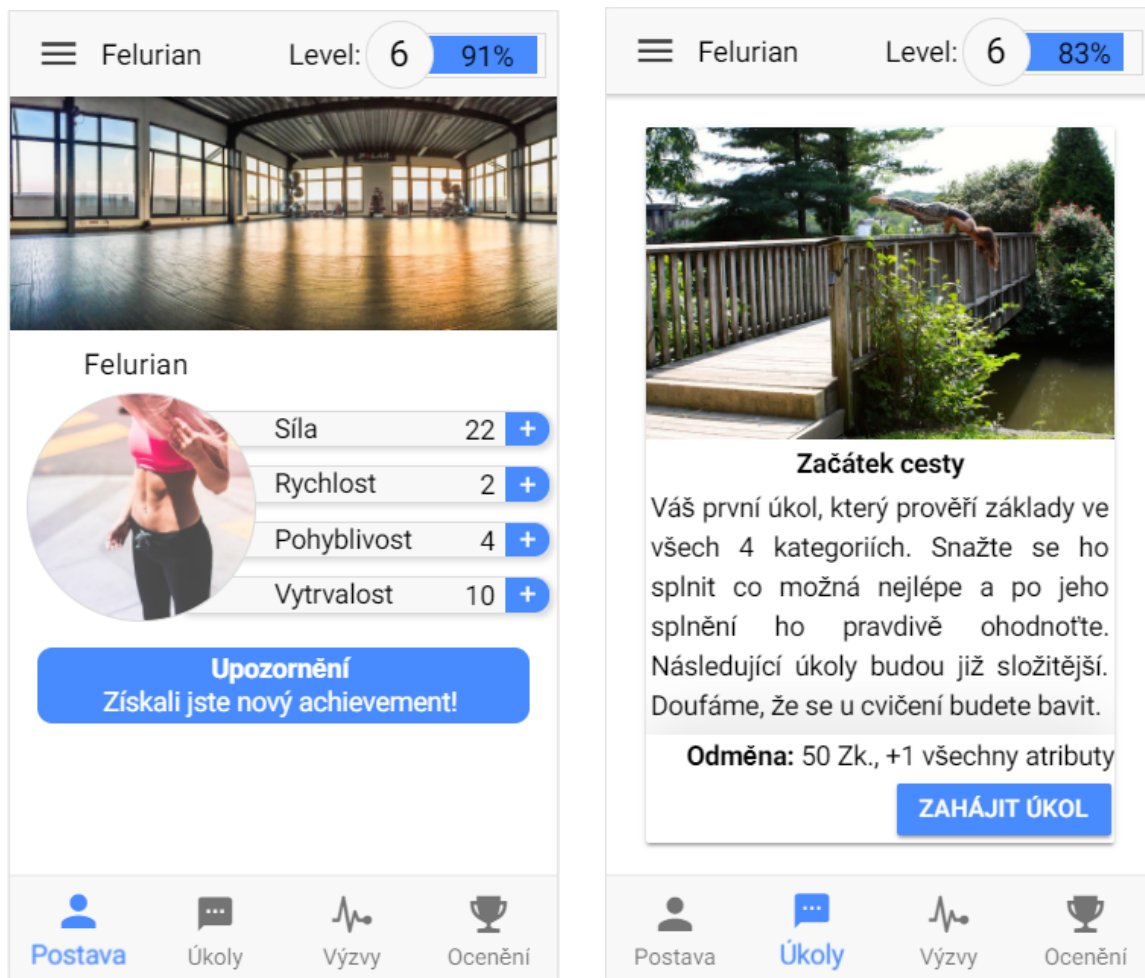 Felurian Level: 6 91%
POLAR
Felurian
Síla 22 +
Rychlost 2 +
Pohyblivost 4 +
Vytrvalost 10 +
Upozornění
Získali jste nový achievement!
Postava Úkoly Výzvy Ocenění
Felurian Level: 6 83%
Začátek cesty
Váš první úkol, který prověří základy ve
všech 4 kategoriích. Snažte se ho
splnit co možná nejlépe a po jeho
splnění ho pravdivě ohodnoťte.
Následující úkoly budou již složitější.
Doufáme, že se u cvičení budete bavit.
Odměna: 50 Zk., +1 všechny atributy
ZAHÁJIT ÚKOL
Postava Úkoly Výzvy Ocenění